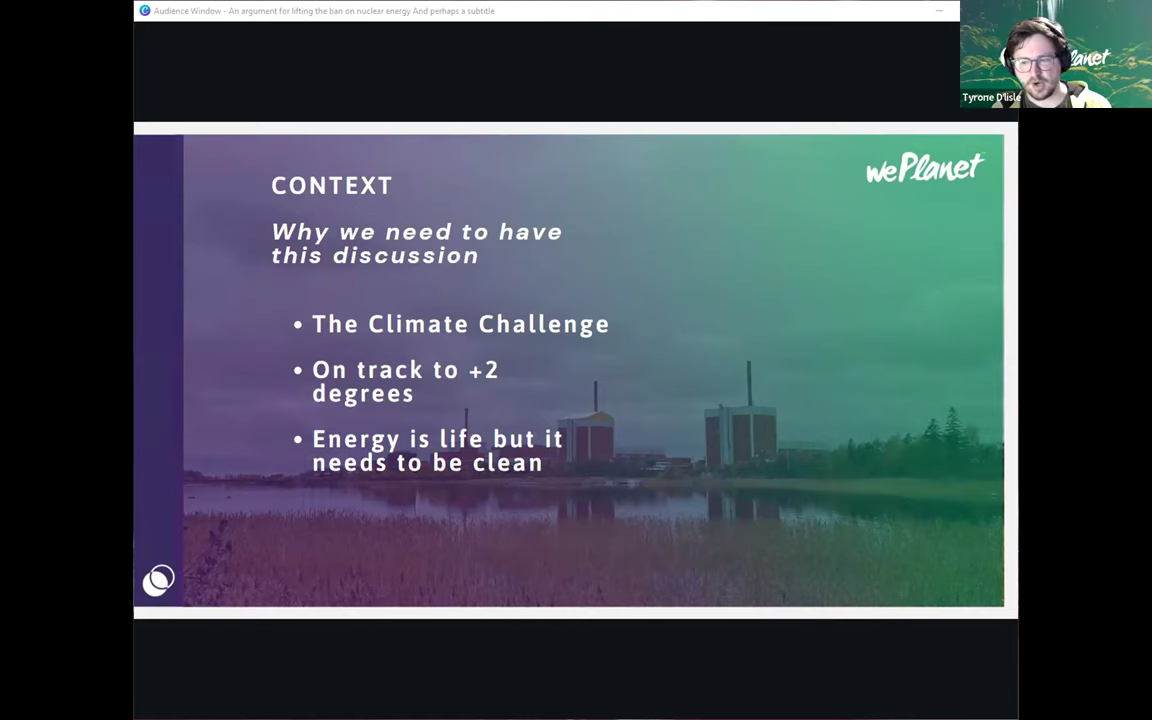 Audience Window - An argument for lifting the ban on nuclear energy And perhaps a subtitle
Planet
Tyrone D'lisle
wePlanet
CONTEXT
Why we need to have
this discussion
• The Climate Challenge
• On track to +2
degrees
• Energy is life but it
needs to be clean